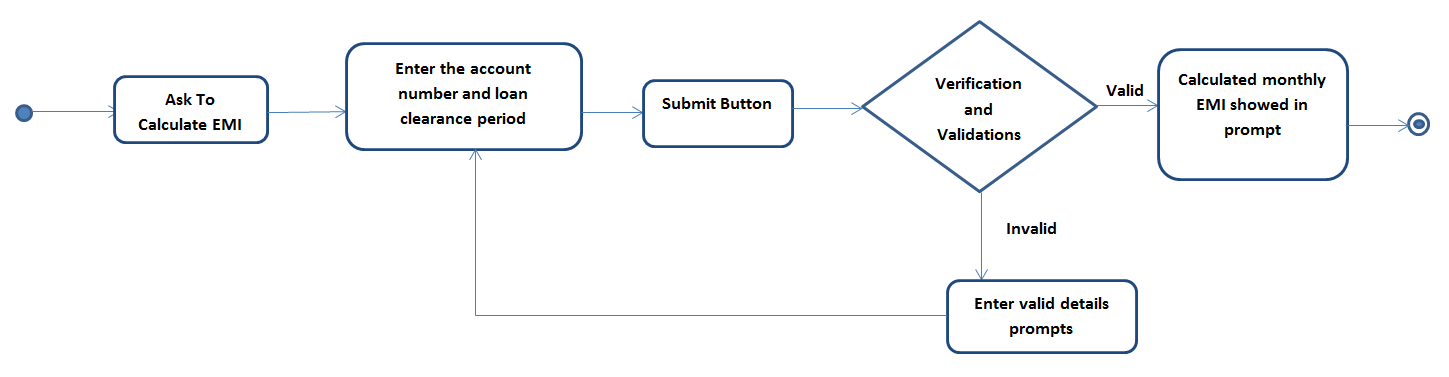 Ask To
Calculate EMI
Enter the account
number and loan
clearance period
Submit Button
Verification
and
Validations
Valid
Calculated monthly
EMI showed in
prompt
Invalid
Enter valid details
prompts